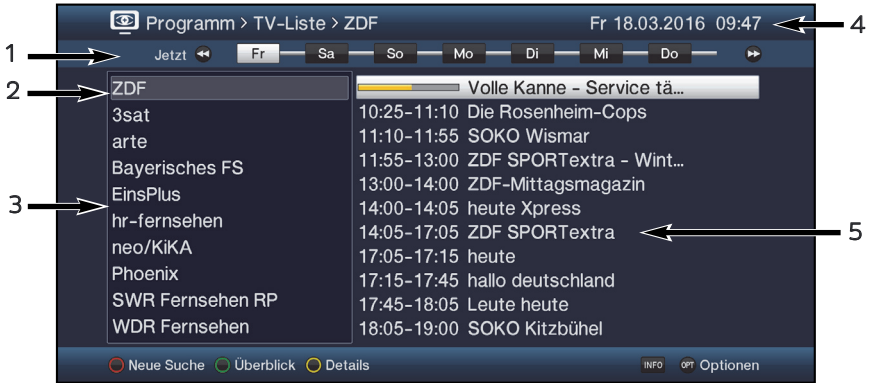 Programm > TV-Liste > ZDF Fr 18.03.2016 09:47 4
1 Jetzt Fr Sa So Mo Di Mi Do
2 ZDF Volle Kanne - Service tä...
3sat 10:25-11:10 Die Rosenheim-Cops
arte 11:10-11:55 SOKO Wismar
Bayerisches FS 11:55-13:00 ZDF SPORTextra - Wint...
EinsPlus 13:00-14:00 ZDF-Mittagsmagazin
3 hr-fernsehen 14:00-14:05 heute Xpress
neo/KiKA 14:05-17:05 ZDF SPORTextra 5
Phoenix 17:05-17:15 heute
SWR Fernsehen RP 17:15-17:45 hallo deutschland
WDR Fernsehen 17:45-18:05 Leute heute
18:05-19:00 SOKO Kitzbühel
Neue Suche Überblick Details INFO OPT Optionen